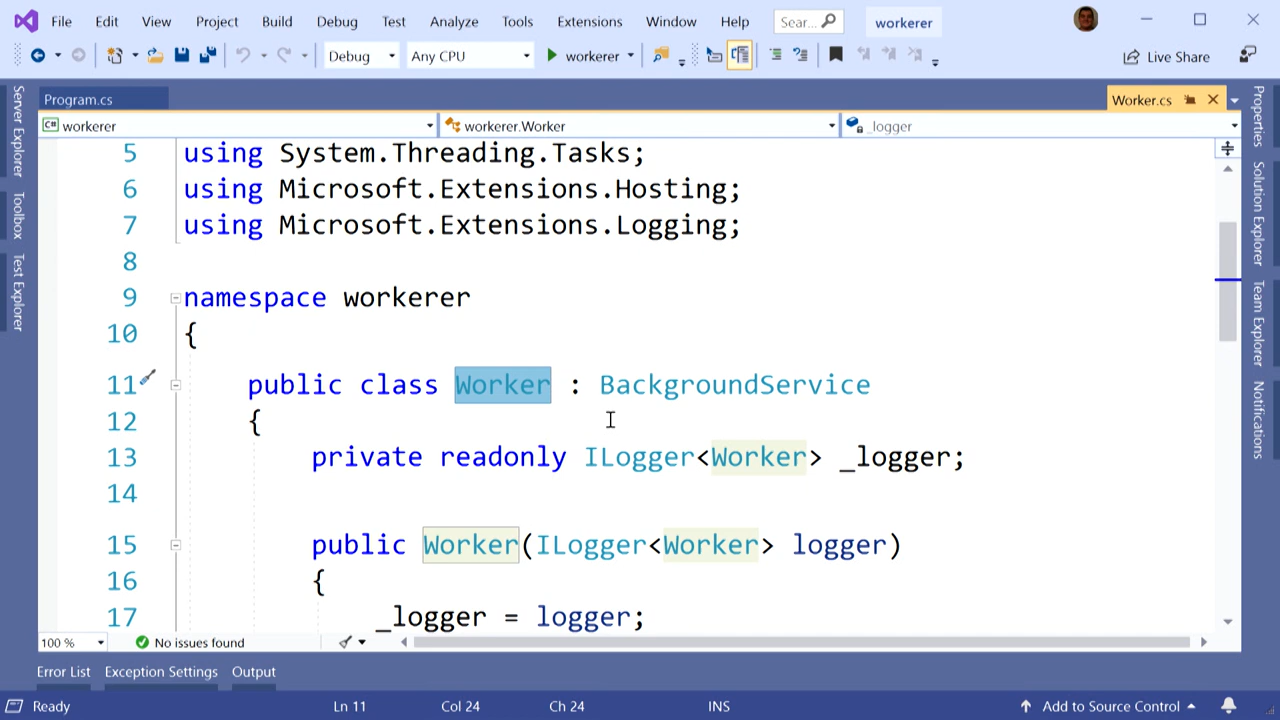 File Edit View Project Build Debug Test Analyze Tools Extensions Window Help Sear... workerer
Debug Any CPU workerer Live Share
Server Explorer
Toolbox
Test Explorer
Program.cs Worker.cs
C# workerer workerer.Worker _logger
5 using System.Threading.Tasks;
6 using Microsoft.Extensions.Hosting;
7 using Microsoft.Extensions.Logging;
8
9 namespace workerer
10 {
11 public class Worker : BackgroundService
12 {
13 private readonly ILogger<Worker> _logger;
14
15 public Worker(ILogger<Worker> logger)
16 {
17 _logger = logger;
Properties
Solution Explorer
Team Explorer
Notifications
100 % No issues found
Error List Exception Settings Output
Ready Ln 11 Col 24 Ch 24 INS Add to Source Control